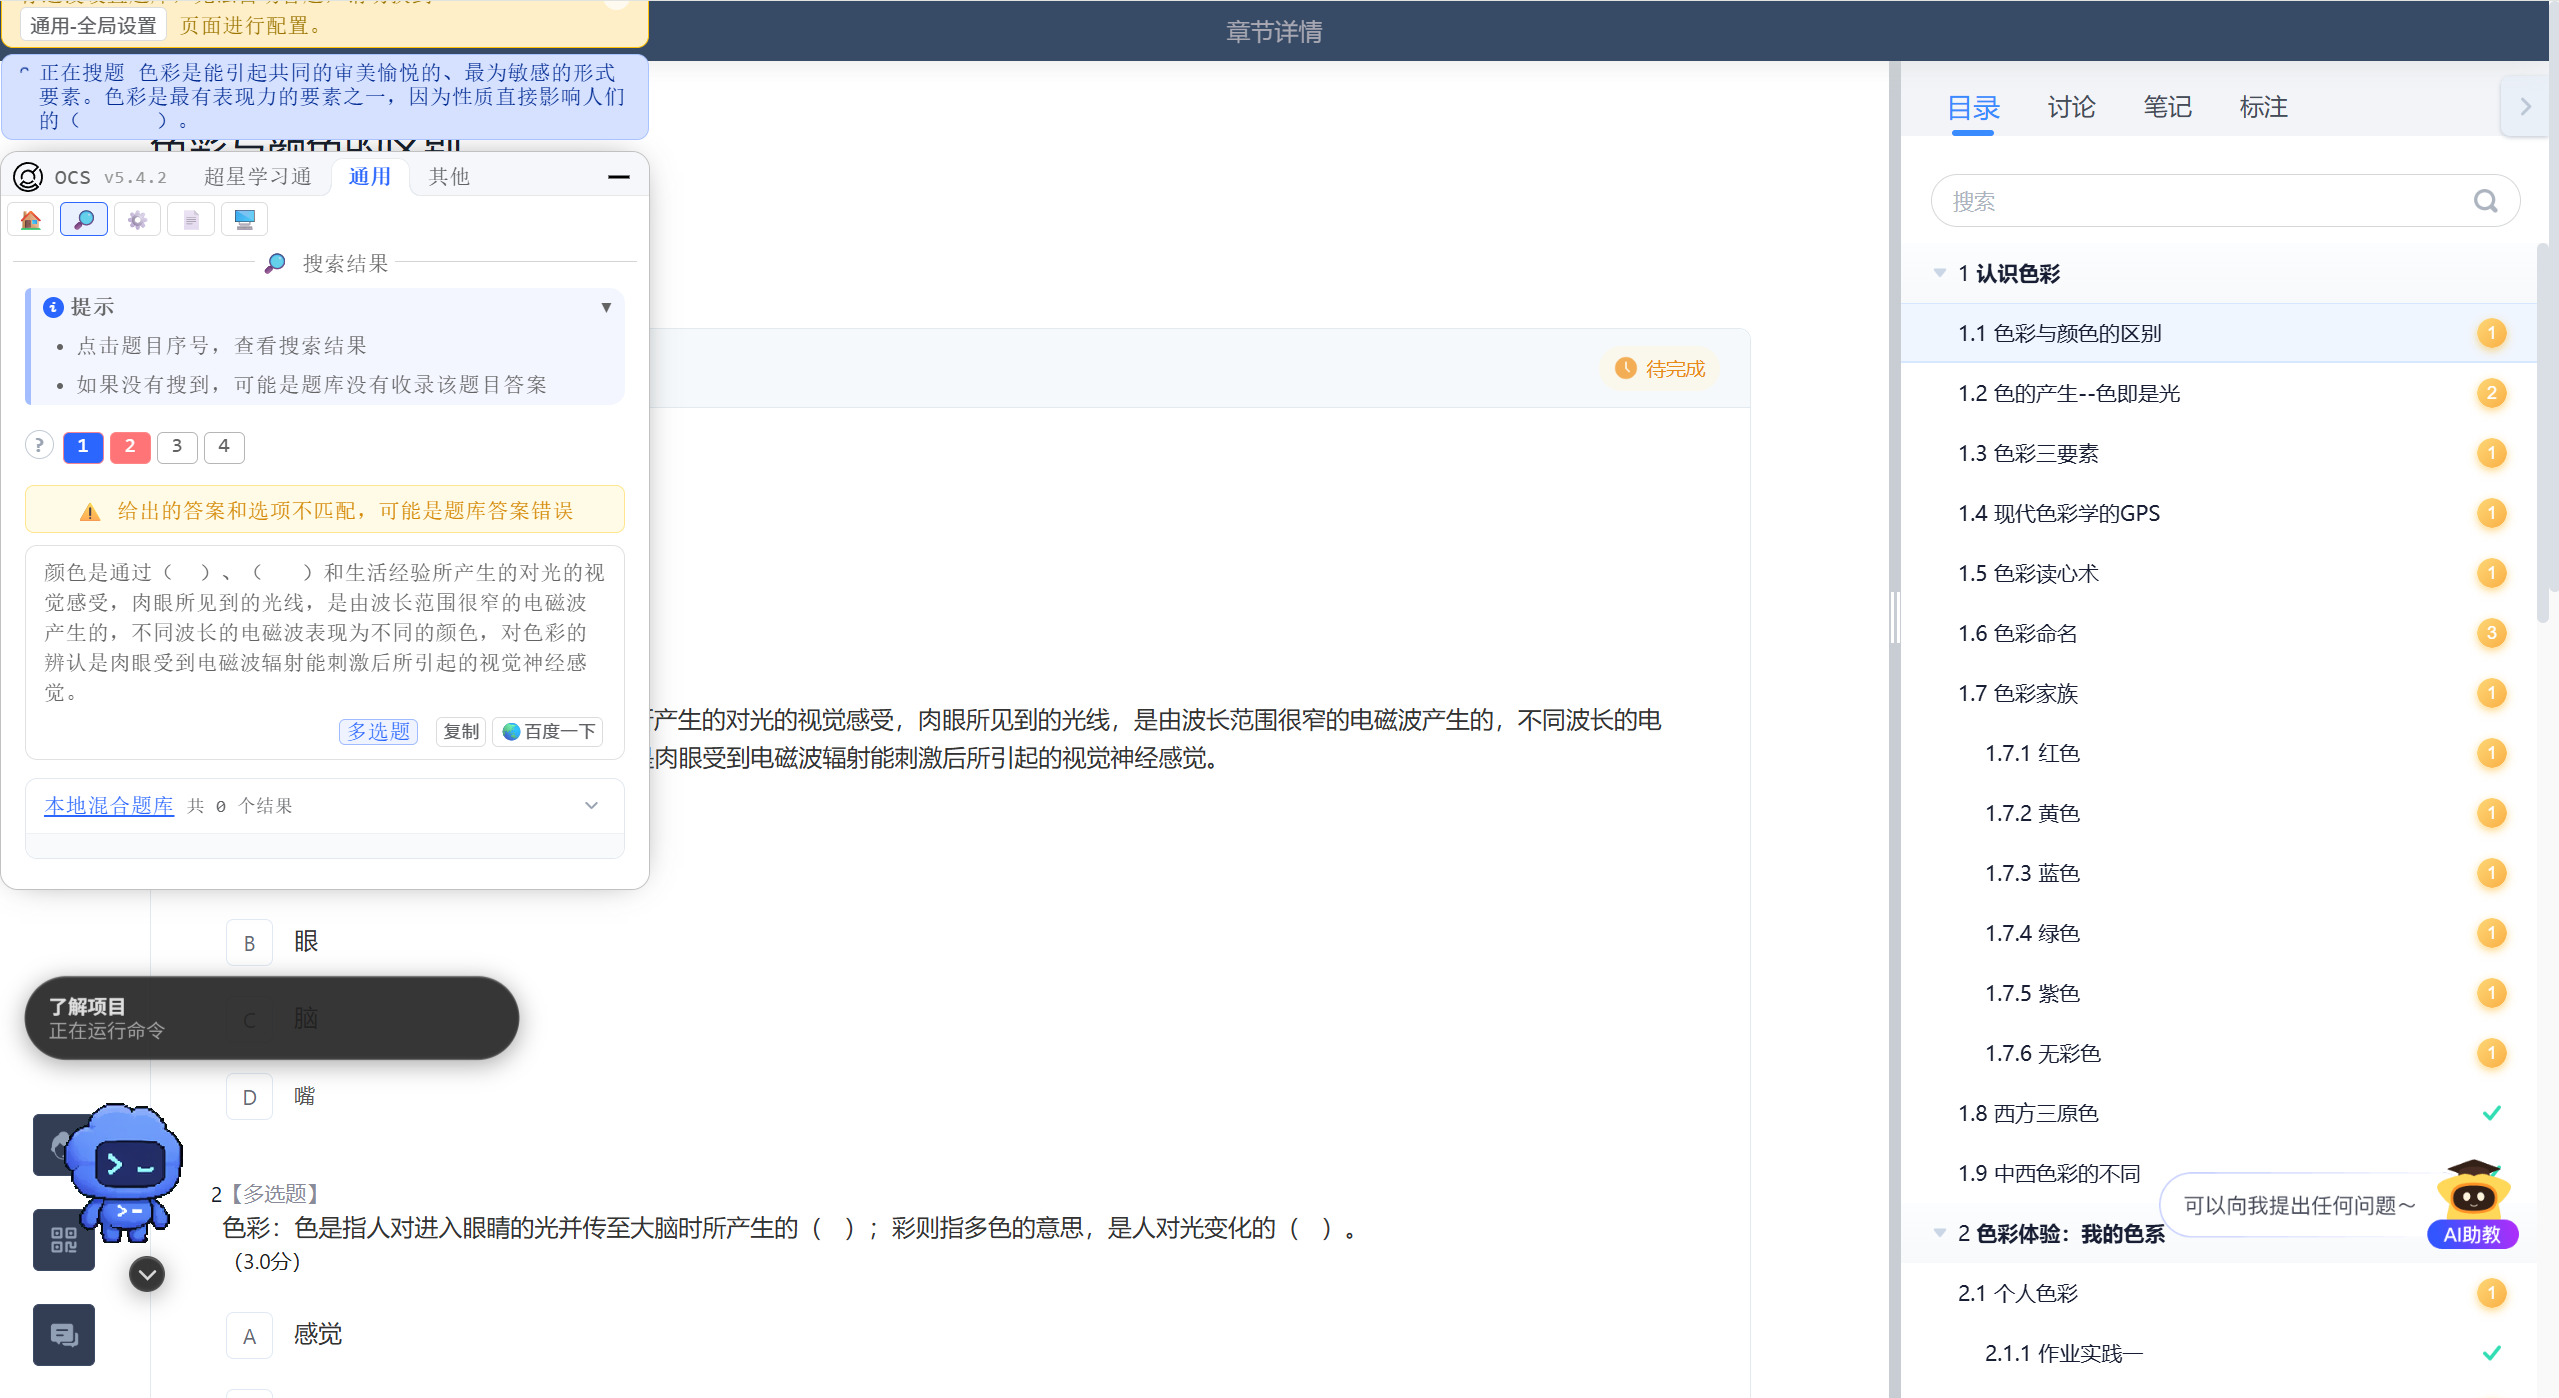 通用-全局设置 页面进行配置。
章节详情
正在搜题 色彩是能引起共同的审美愉悦的、最为敏感的形式
要素。色彩是最有表现力的要素之一，因为性质直接影响人们
的（　　　）。
色彩与颜色的区别
OCS v5.4.2 超星学习通 通用 其他
搜索结果
提示
点击题目序号，查看搜索结果
如果没有搜到，可能是题库没有收录该题目答案
? 1 2 3 4
给出的答案和选项不匹配，可能是题库答案错误
颜色是通过（　）、（　　）和生活经验所产生的对光的视
觉感受，肉眼所见到的光线，是由波长范围很窄的电磁波
产生的，不同波长的电磁波表现为不同的颜色，对色彩的
辨认是肉眼受到电磁波辐射能刺激后所引起的视觉神经感
觉。
多选题 复制 百度一下
本地混合题库 共 0 个结果
待完成
产生的对光的视觉感受，肉眼所见到的光线，是由波长范围很窄的电磁波产生的，不同波长的电
肉眼受到电磁波辐射能刺激后所引起的视觉神经感觉。
B 眼
C 脑
了解项目
正在运行命令
D 嘴
2【多选题】
色彩：色是指人对进入眼睛的光并传至大脑时所产生的（　）；彩则指多色的意思，是人对光变化的（　）。
（3.0分）
A 感觉
目录 讨论 笔记 标注
搜索
1 认识色彩
1.1 色彩与颜色的区别 1
1.2 色的产生--色即是光 2
1.3 色彩三要素 1
1.4 现代色彩学的GPS 1
1.5 色彩读心术 1
1.6 色彩命名 3
1.7 色彩家族 1
1.7.1 红色 1
1.7.2 黄色 1
1.7.3 蓝色 1
1.7.4 绿色 1
1.7.5 紫色 1
1.7.6 无彩色 1
1.8 西方三原色
1.9 中西色彩的不同
可以向我提出任何问题～
AI助教
2 色彩体验：我的色系
2.1 个人色彩 1
2.1.1 作业实践一